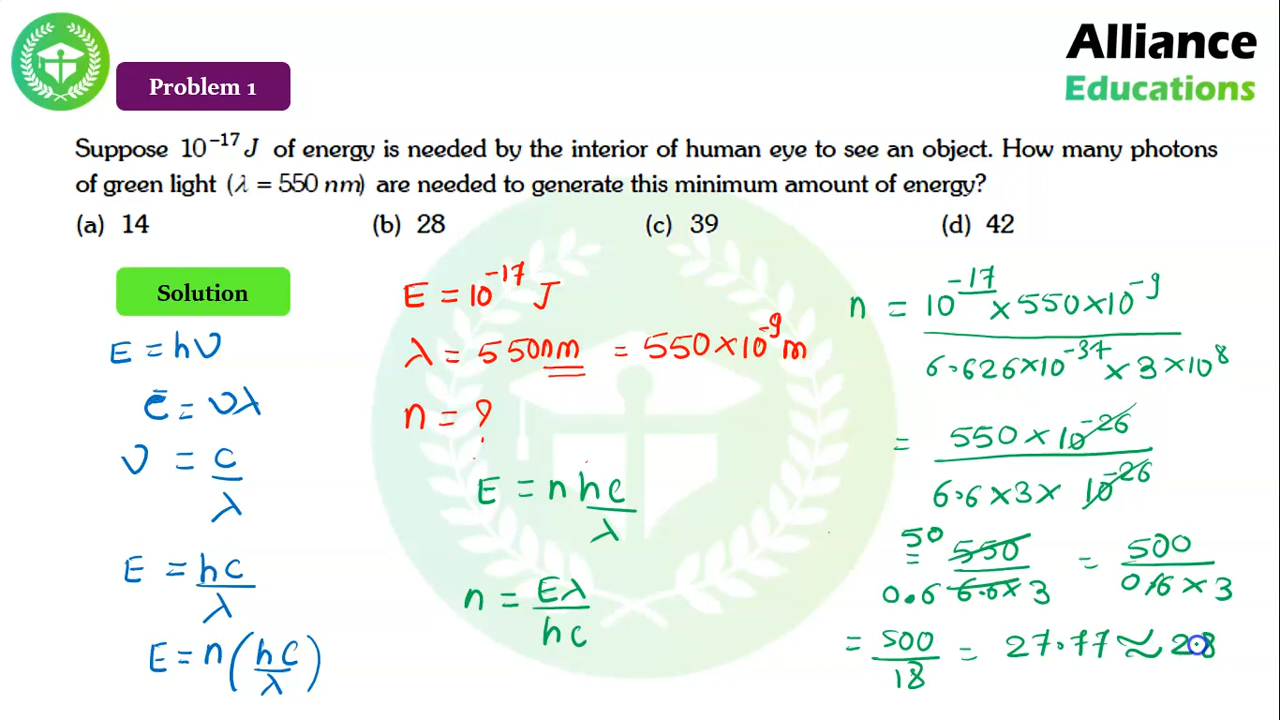 Alliance
Educations
Problem 1
Suppose 10⁻¹⁷ J of energy is needed by the interior of human eye to see an object. How many photons
of green light (λ = 550 nm) are needed to generate this minimum amount of energy?
(a) 14 (b) 28 (c) 39 (d) 42
Solution
E = hυ
c = υλ
υ = c/λ
E = hc/λ
E = n(hc/λ)
E = 10⁻¹⁷ J
λ = 550nm = 550×10⁻⁹ m
n = ?
E = n hc/λ
n = Eλ/hc
n = 10⁻¹⁷ × 550×10⁻⁹
6.626×10⁻³⁴ × 3×10⁸
= 550×10⁻²⁶
6.6×3× 10⁻²⁶
= 50 550 = 500
0.6 6.6×3 0.6×3
= 500/18 = 27.77 ≈ 28